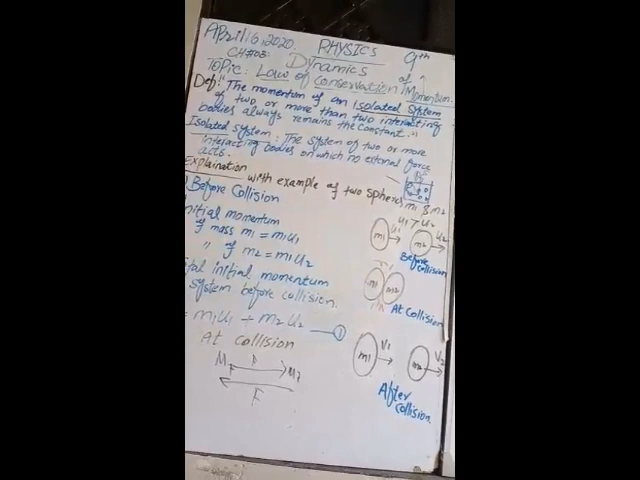 April 6, 2020. PHYSICS 9th
CH#03: Dynamics
Topic: Law of Conservation of Momentum.
Def: "The momentum of an isolated system
of two or more than two interacting
bodies always remains the constant."
Isolated system: The system of two or more
interacting bodies on which no external force
acts.
Explaination with example of two spheres m1 & m2
Before Collision
u1 > u2
initial momentum
of mass m1 = m1u1
" of m2 = m1u2
u1 u2
m1 m2
Before
collision
tal initial momentum
system before collision.
m1 m2
At Collision
= m1u1 + m2u2 — 1
At collision
F
F
V1 V2
m1 m2
After
collision.